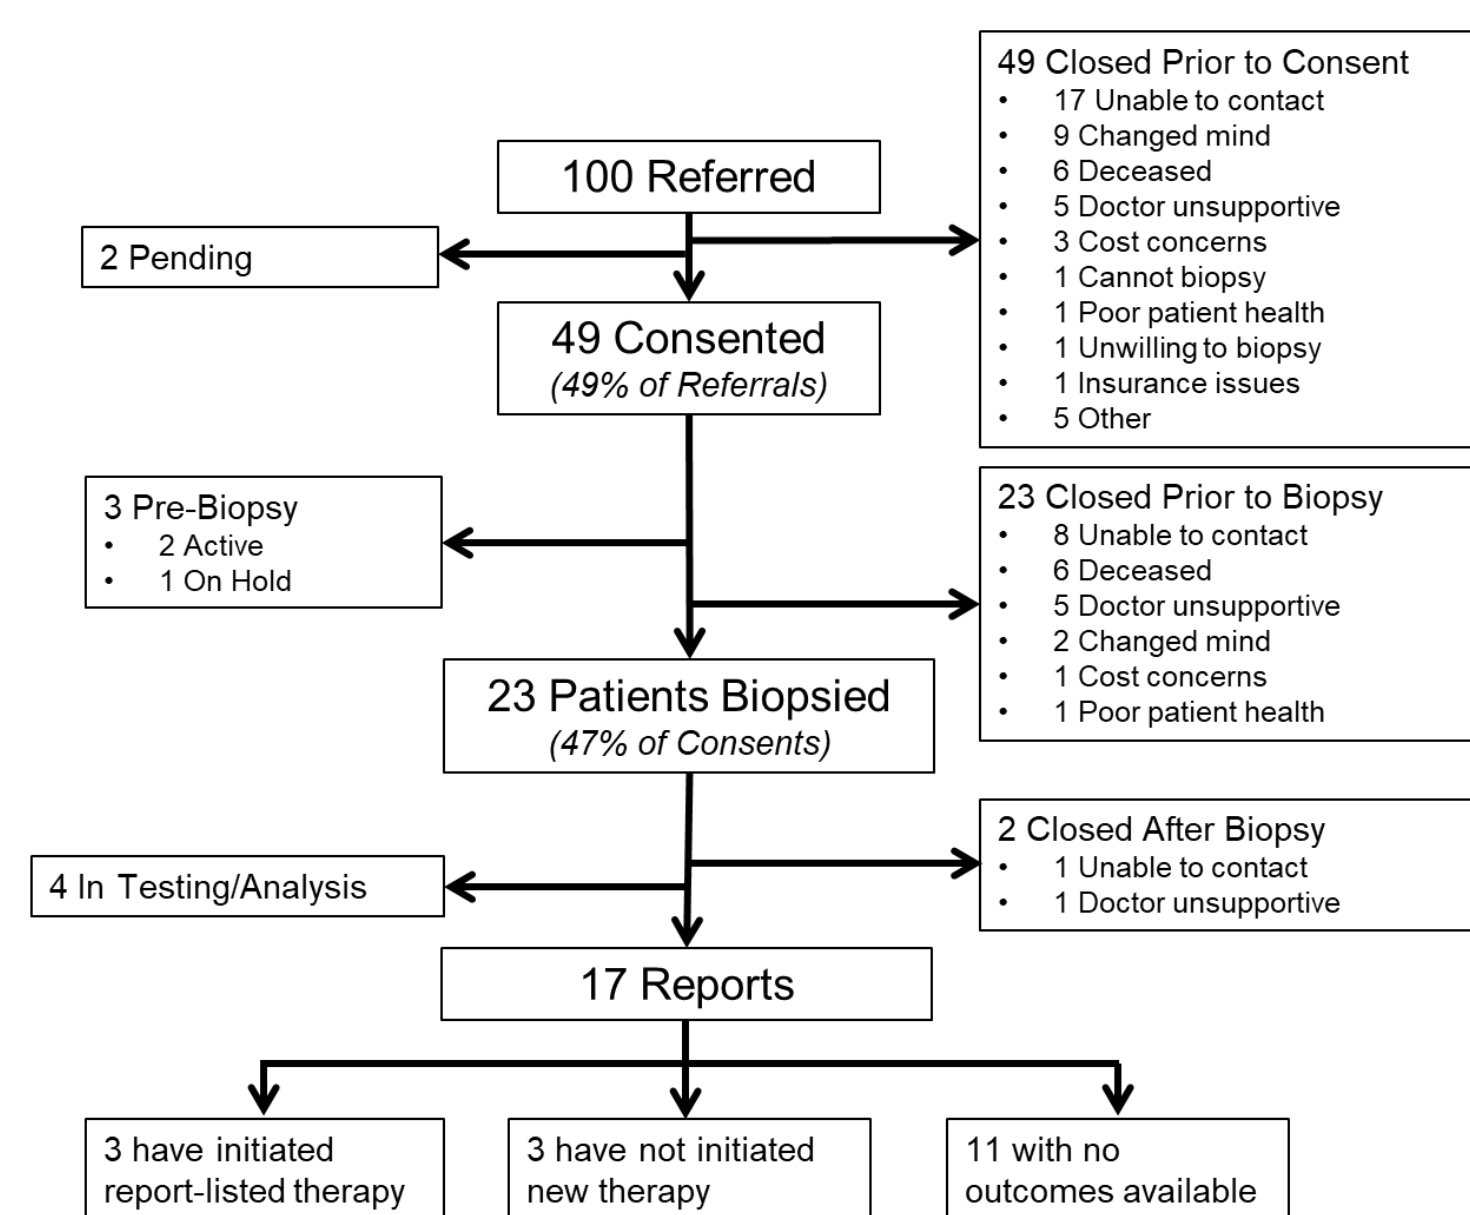 100 Referred
49 Closed Prior to Consent
• 17 Unable to contact
• 9 Changed mind
• 6 Deceased
• 5 Doctor unsupportive
• 3 Cost concerns
• 1 Cannot biopsy
• 1 Poor patient health
• 1 Unwilling to biopsy
• 1 Insurance issues
• 5 Other
2 Pending
49 Consented
(49% of Referrals)
3 Pre-Biopsy
• 2 Active
• 1 On Hold
23 Closed Prior to Biopsy
• 8 Unable to contact
• 6 Deceased
• 5 Doctor unsupportive
• 2 Changed mind
• 1 Cost concerns
• 1 Poor patient health
23 Patients Biopsied
(47% of Consents)
2 Closed After Biopsy
• 1 Unable to contact
• 1 Doctor unsupportive
4 In Testing/Analysis
17 Reports
3 have initiated
report-listed therapy
3 have not initiated
new therapy
11 with no
outcomes available